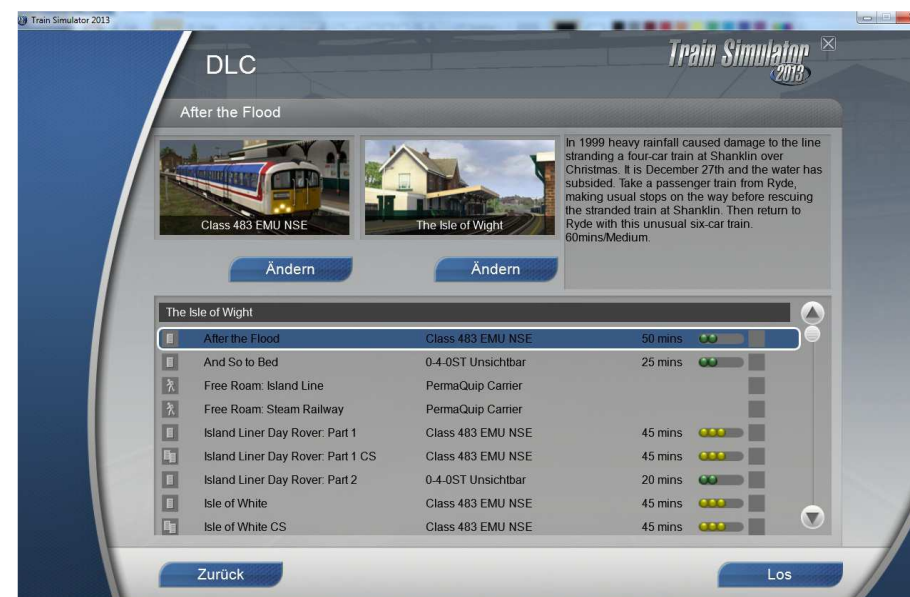 Train Simulator 2013
DLC
Train Simulator
2013
After the Flood
Class 483 EMU NSE
The Isle of Wight
In 1999 heavy rainfall caused damage to the line
stranding a four-car train at Shanklin over
Christmas. It is December 27th and the water has
subsided. Take a passenger train from Ryde,
making usual stops on the way before rescuing
the stranded train at Shanklin. Then return to
Ryde with this unusual six-car train.
60mins/Medium.
Ändern
Ändern
The Isle of Wight
After the Flood Class 483 EMU NSE 50 mins
And So to Bed 0-4-0ST Unsichtbar 25 mins
Free Roam: Island Line PermaQuip Carrier
Free Roam: Steam Railway PermaQuip Carrier
Island Liner Day Rover: Part 1 Class 483 EMU NSE 45 mins
Island Liner Day Rover: Part 1 CS Class 483 EMU NSE 45 mins
Island Liner Day Rover: Part 2 0-4-0ST Unsichtbar 20 mins
Isle of White Class 483 EMU NSE 45 mins
Isle of White CS Class 483 EMU NSE 45 mins
Zurück
Los